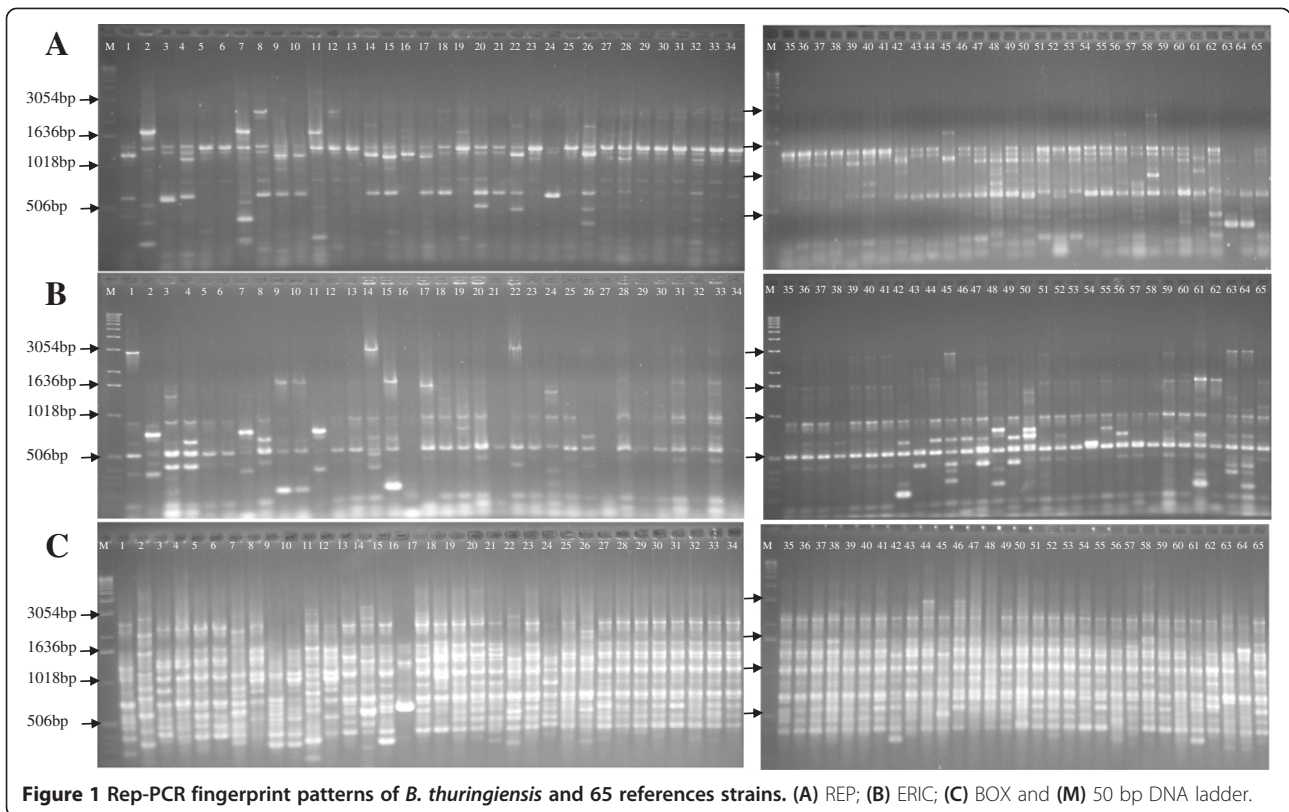 A
M 1 2 3 4 5 6 7 8 9 10 11 12 13 14 15 16 17 18 19 20 21 22 23 24 25 26 27 28 29 30 31 32 33 34
M 35 36 37 38 39 40 41 42 43 44 45 46 47 48 49 50 51 52 53 54 55 56 57 58 59 60 61 62 63 64 65
3054bp
1636bp
1018bp
506bp
B
M 1 2 3 4 5 6 7 8 9 10 11 12 13 14 15 16 17 18 19 20 21 22 23 24 25 26 27 28 29 30 31 32 33 34
M 35 36 37 38 39 40 41 42 43 44 45 46 47 48 49 50 51 52 53 54 55 56 57 58 59 60 61 62 63 64 65
3054bp
1636bp
1018bp
506bp
C
M 1 2 3 4 5 6 7 8 9 10 11 12 13 14 15 16 17 18 19 20 21 22 23 24 25 26 27 28 29 30 31 32 33 34
M 35 36 37 38 39 40 41 42 43 44 45 46 47 48 49 50 51 52 53 54 55 56 57 58 59 60 61 62 63 64 65
3054bp
1636bp
1018bp
506bp
Figure 1 Rep-PCR fingerprint patterns of B. thuringiensis and 65 references strains. (A) REP; (B) ERIC; (C) BOX and (M) 50 bp DNA ladder.